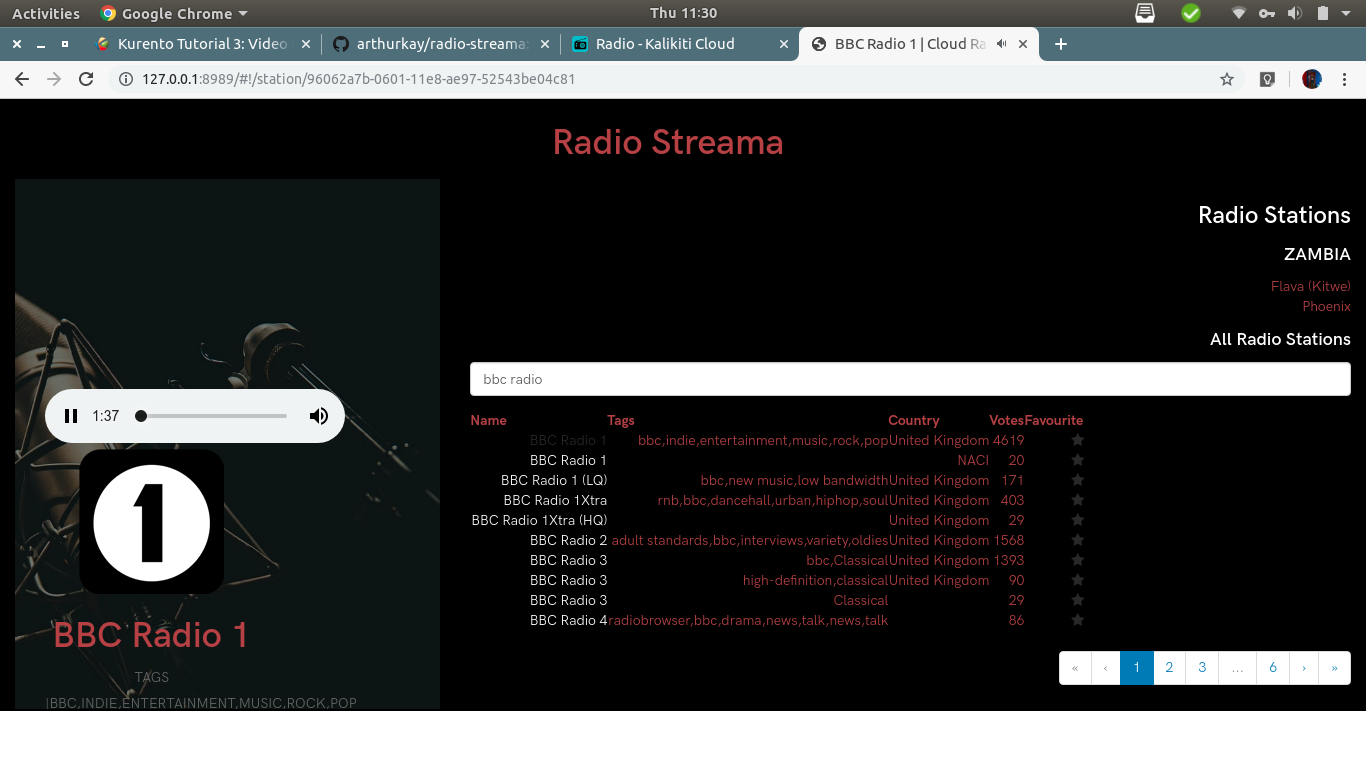 Activities Google Chrome Thu 11:30
Kurento Tutorial 3: Video arthurkay/radio-streama: Radio - Kalikiti Cloud BBC Radio 1 | Cloud Ra
127.0.0.1:8989/#!/station/96062a7b-0601-11e8-ae97-52543be04c81
Radio Streama
1:37
1
BBC Radio 1
TAGS
|BBC,INDIE,ENTERTAINMENT,MUSIC,ROCK,POP
Radio Stations
ZAMBIA
Flava (Kitwe)
Phoenix
All Radio Stations
bbc radio
Name Tags Country Votes Favourite
BBC Radio 1 bbc,indie,entertainment,music,rock,pop United Kingdom 4619
BBC Radio 1 NACI 20
BBC Radio 1 (LQ) bbc,new music,low bandwidth United Kingdom 171
BBC Radio 1Xtra rnb,bbc,dancehall,urban,hiphop,soul United Kingdom 403
BBC Radio 1Xtra (HQ) United Kingdom 29
BBC Radio 2 adult standards,bbc,interviews,variety,oldies United Kingdom 1568
BBC Radio 3 bbc,Classical United Kingdom 1393
BBC Radio 3 high-definition,classical United Kingdom 90
BBC Radio 3 Classical 29
BBC Radio 4 radiobrowser,bbc,drama,news,talk,news,talk 86
« ‹ 1 2 3 ... 6 › »